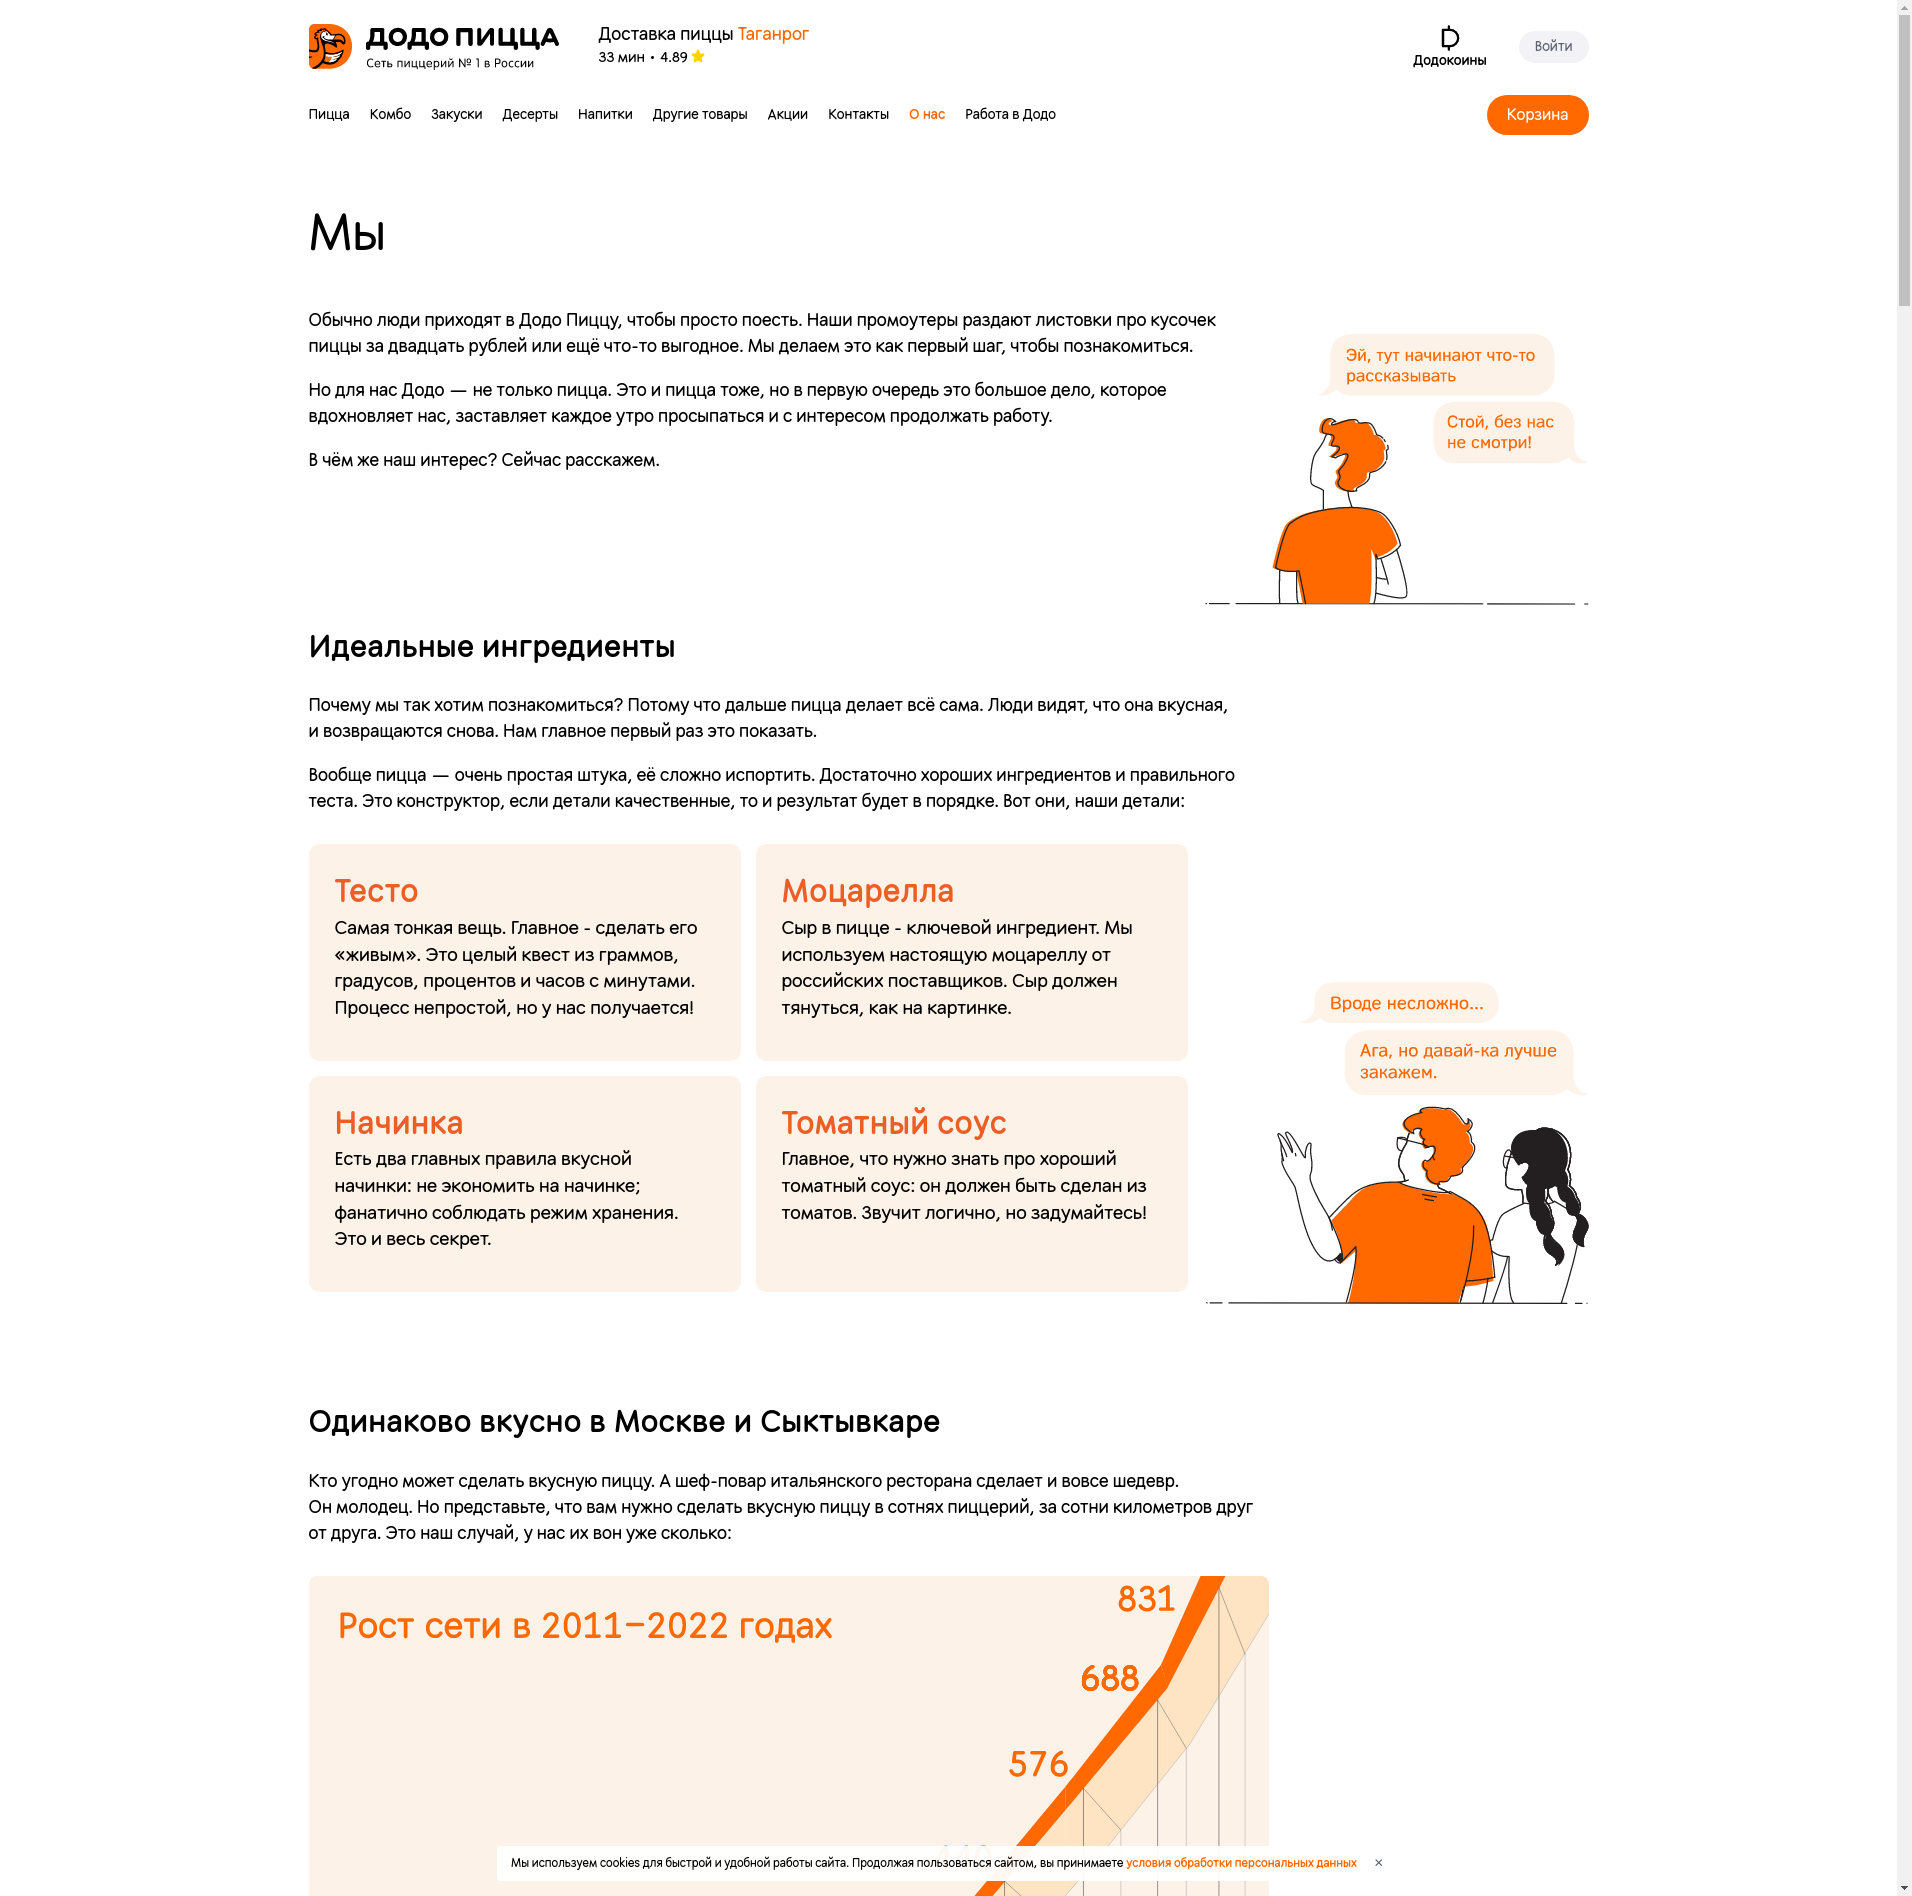 ДОДО ПИЦЦА
Сеть пиццерий № 1 в России
Доставка пиццы Таганрог
33 мин • 4.89
Додокоины
Войти
Пицца Комбо Закуски Десерты Напитки Другие товары Акции Контакты О нас Работа в Додо
Корзина
Мы
Обычно люди приходят в Додо Пиццу, чтобы просто поесть. Наши промоутеры раздают листовки про кусочек
пиццы за двадцать рублей или ещё что-то выгодное. Мы делаем это как первый шаг, чтобы познакомиться.
Но для нас Додо — не только пицца. Это и пицца тоже, но в первую очередь это большое дело, которое
вдохновляет нас, заставляет каждое утро просыпаться и с интересом продолжать работу.
В чём же наш интерес? Сейчас расскажем.
Эй, тут начинают что-то
рассказывать
Стой, без нас
не смотри!
Идеальные ингредиенты
Почему мы так хотим познакомиться? Потому что дальше пицца делает всё сама. Люди видят, что она вкусная,
и возвращаются снова. Нам главное первый раз это показать.
Вообще пицца — очень простая штука, её сложно испортить. Достаточно хороших ингредиентов и правильного
теста. Это конструктор, если детали качественные, то и результат будет в порядке. Вот они, наши детали:
Тесто
Самая тонкая вещь. Главное - сделать его
«живым». Это целый квест из граммов,
градусов, процентов и часов с минутами.
Процесс непростой, но у нас получается!
Моцарелла
Сыр в пицце - ключевой ингредиент. Мы
используем настоящую моцареллу от
российских поставщиков. Сыр должен
тянуться, как на картинке.
Начинка
Есть два главных правила вкусной
начинки: не экономить на начинке;
фанатично соблюдать режим хранения.
Это и весь секрет.
Томатный соус
Главное, что нужно знать про хороший
томатный соус: он должен быть сделан из
томатов. Звучит логично, но задумайтесь!
Вроде несложно...
Ага, но давай-ка лучше
закажем.
Одинаково вкусно в Москве и Сыктывкаре
Кто угодно может сделать вкусную пиццу. А шеф-повар итальянского ресторана сделает и вовсе шедевр.
Он молодец. Но представьте, что вам нужно сделать вкусную пиццу в сотнях пиццерий, за сотни километров друг
от друга. Это наш случай, у нас их вон уже сколько:
Рост сети в 2011–2022 годах
831
688
576
Мы используем cookies для быстрой и удобной работы сайта. Продолжая пользоваться сайтом, вы принимаете условия обработки персональных данных ×